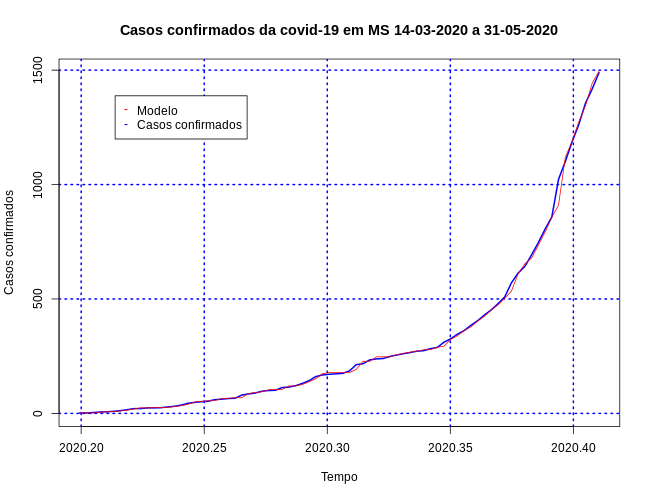 Casos confirmados da covid-19 em MS 14-03-2020 a 31-05-2020
1500
1000
500
0
Casos confirmados
Modelo
Casos confirmados
2020.20 2020.25 2020.30 2020.35 2020.40
Tempo